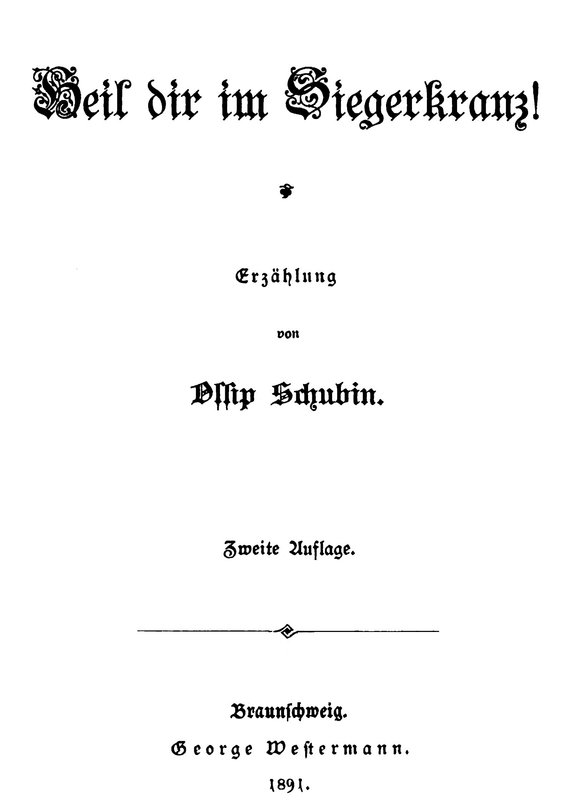 Heil dir im Siegerkranz!
Erzählung
von
Ossip Schubin.
Zweite Auflage.
Braunschweig.
George Westermann.
1891.